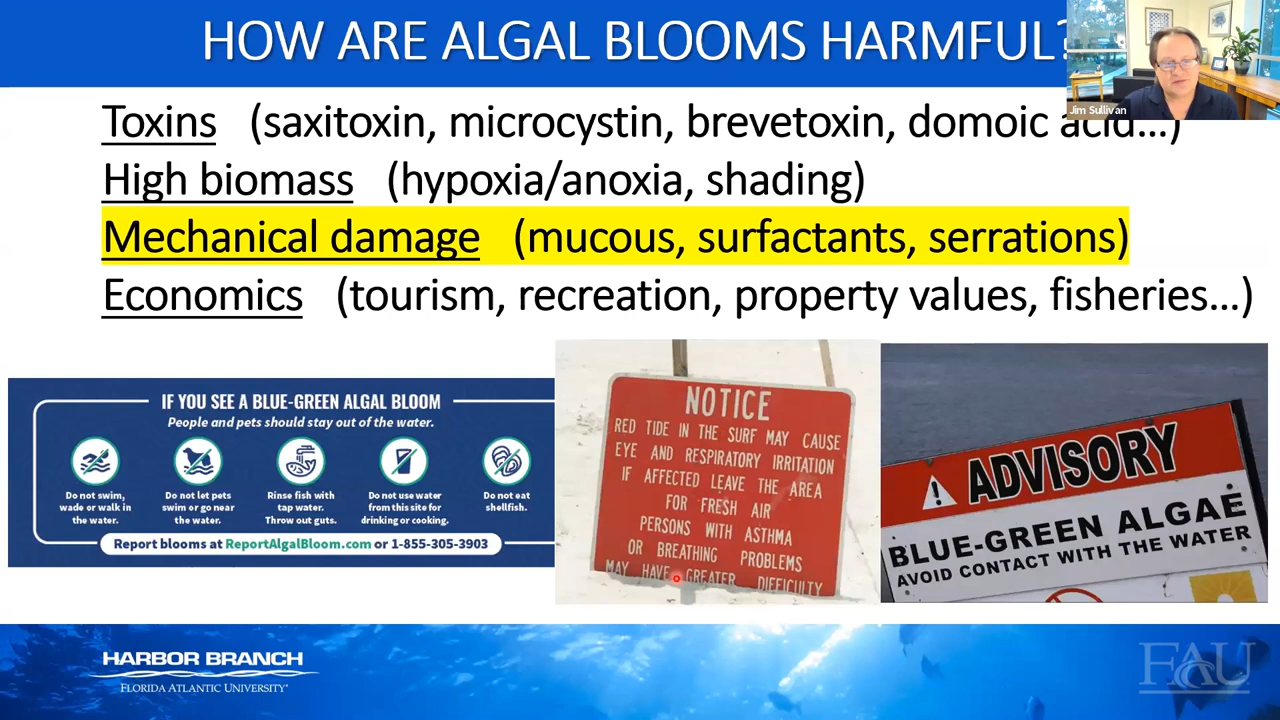 HOW ARE ALGAL BLOOMS HARMFUL?
Jim Sullivan
Toxins (saxitoxin, microcystin, brevetoxin, domoic acid...)
High biomass (hypoxia/anoxia, shading)
Mechanical damage (mucous, surfactants, serrations)
Economics (tourism, recreation, property values, fisheries...)
IF YOU SEE A BLUE-GREEN ALGAL BLOOM
People and pets should stay out of the water.
Do not swim,
wade or walk in
the water.
Do not let pets
swim or go near
the water.
Rinse fish with
tap water.
Throw out guts.
Do not use water
from this site for
drinking or cooking.
Do not eat
shellfish.
Report blooms at ReportAlgalBloom.com or 1-855-305-3903
NOTICE
RED TIDE IN THE SURF MAY CAUSE
EYE AND RESPIRATORY IRRITATION
IF AFFECTED LEAVE THE AREA
FOR FRESH AIR
PERSONS WITH ASTHMA
OR BREATHING PROBLEMS
MAY HAVE GREATER DIFFICULTY
ADVISORY
BLUE-GREEN ALGAE
AVOID CONTACT WITH THE WATER
HARBOR BRANCH
FLORIDA ATLANTIC UNIVERSITY
FAU